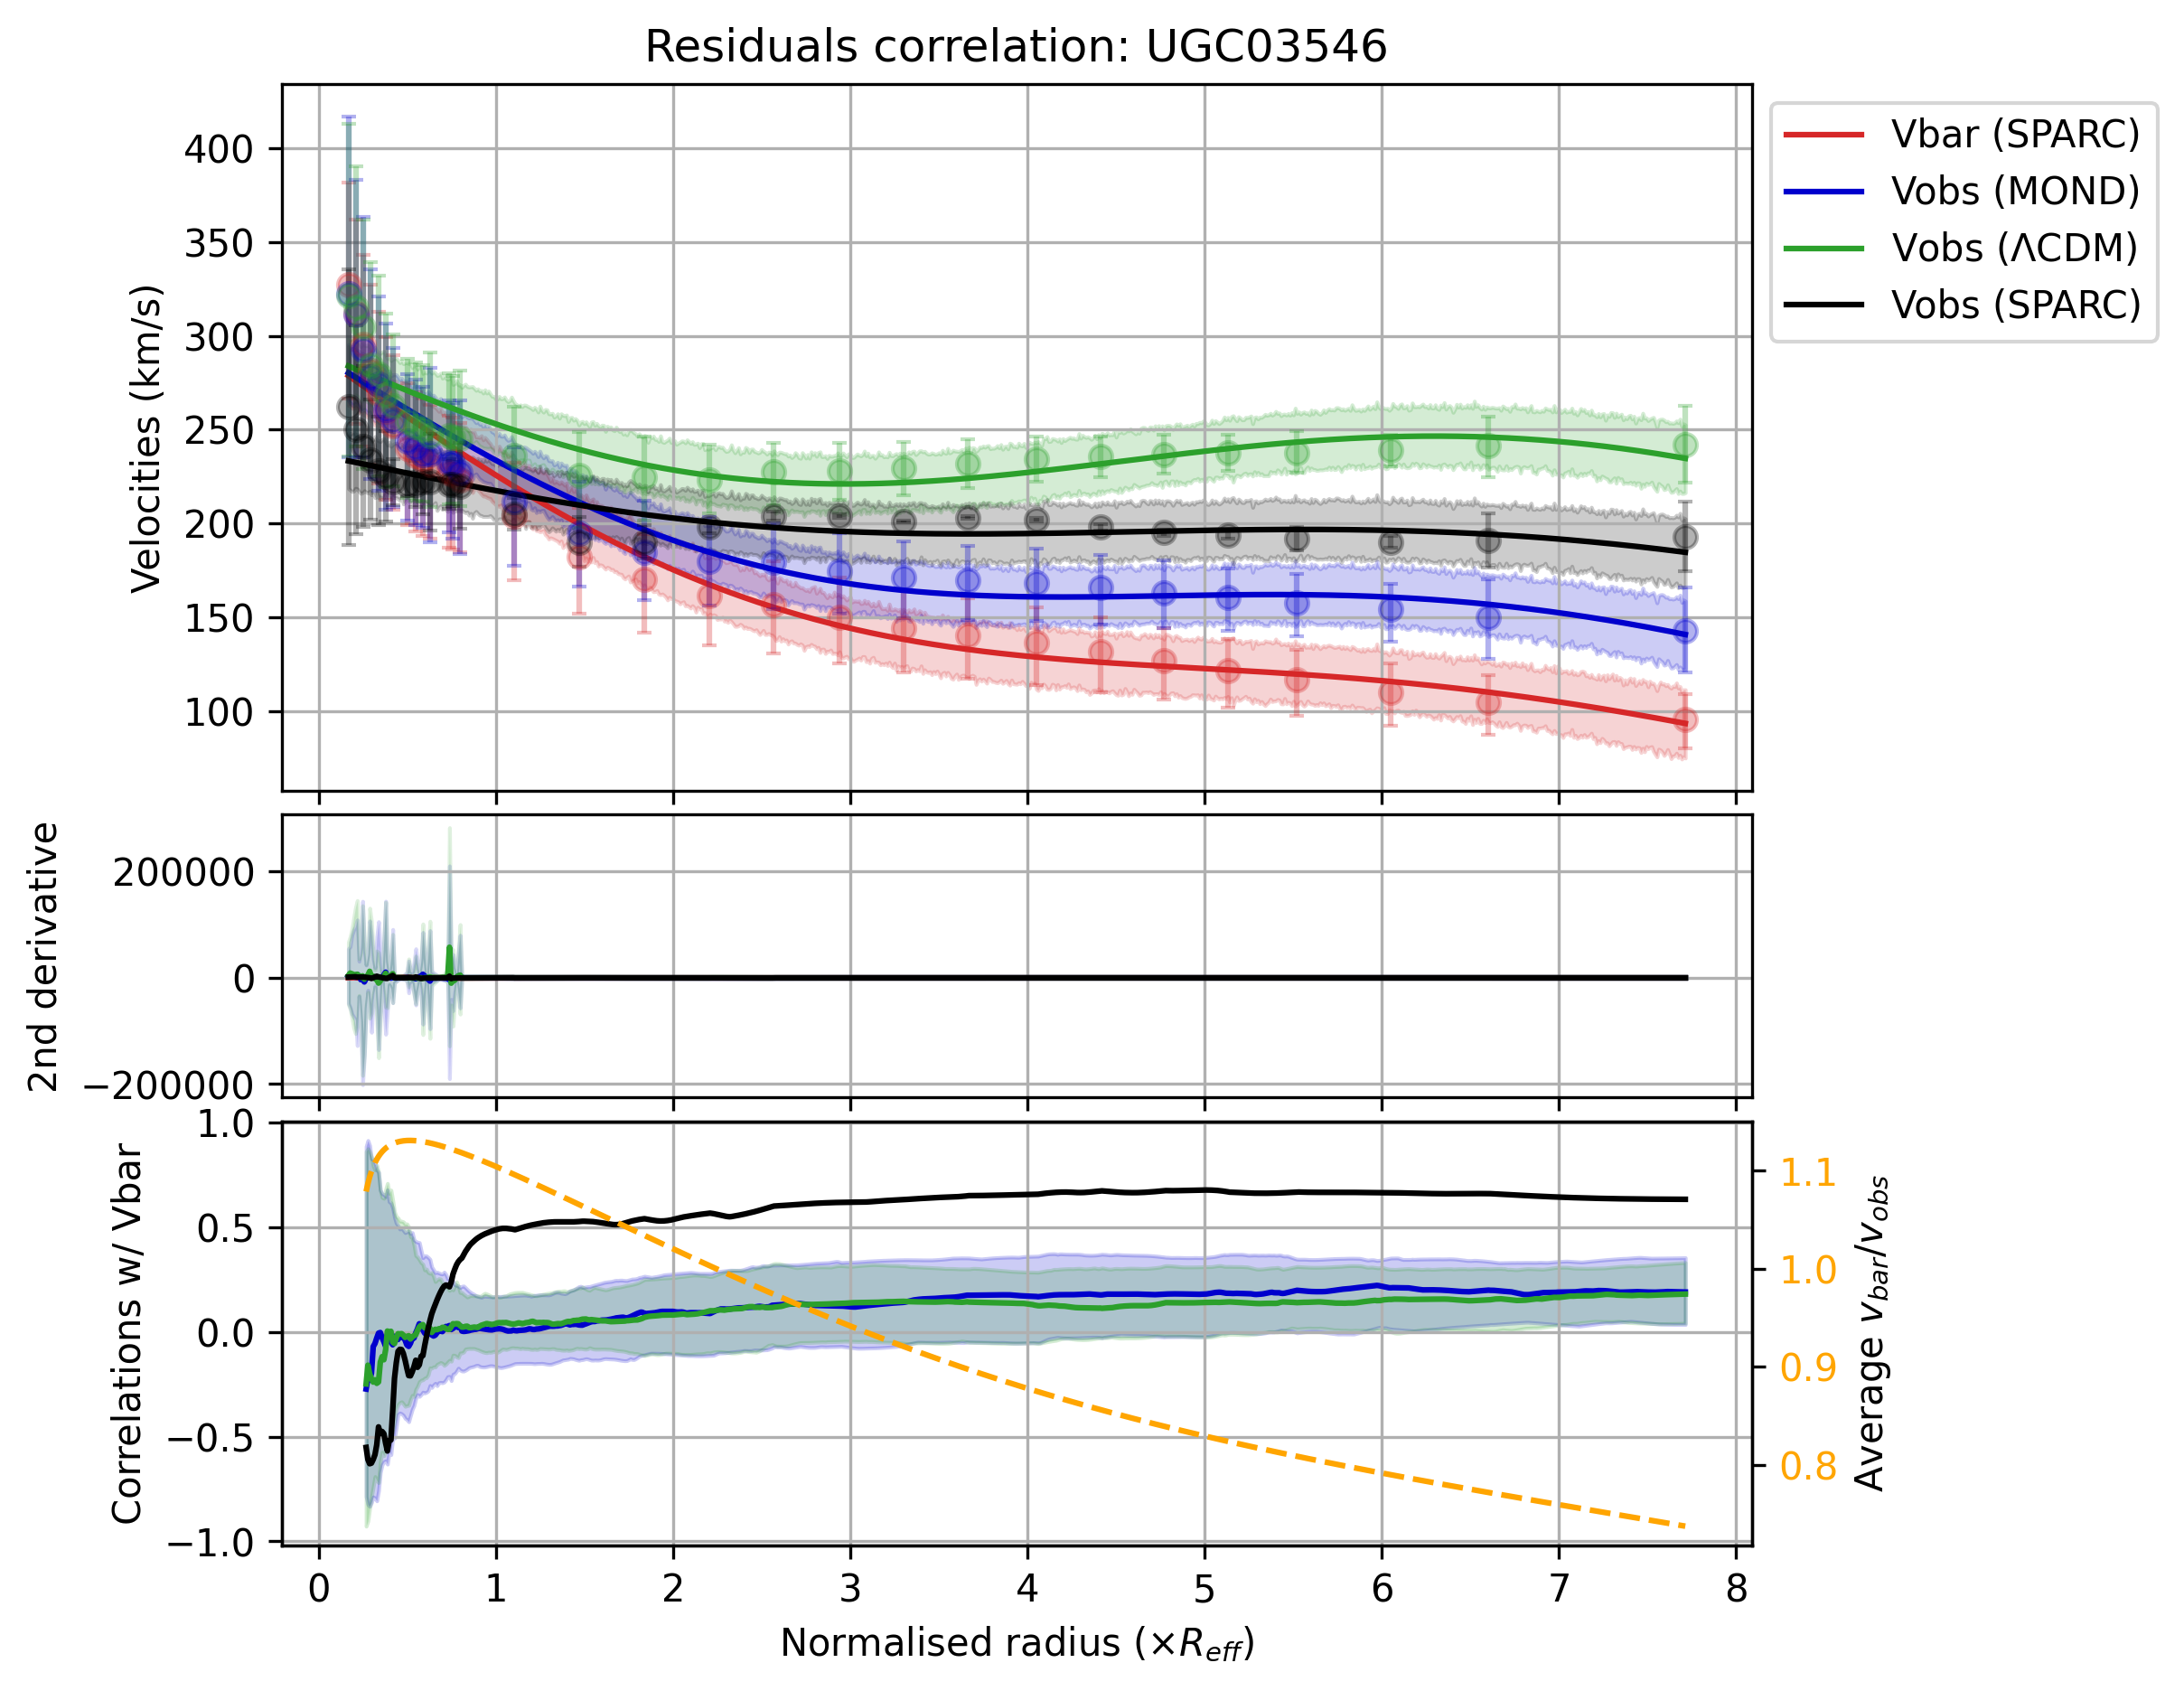 Residuals correlation: UGC03546
Velocities (km/s)
400
350
300
250
200
150
100
Vbar (SPARC)
Vobs (MOND)
Vobs (ΛCDM)
Vobs (SPARC)
2nd derivative
200000
0
−200000
Correlations w/ Vbar
1.0
0.5
0.0
−0.5
−1.0
1.1
1.0
0.9
0.8
Average v_bar/v_obs
0 1 2 3 4 5 6 7 8
Normalised radius (×R_eff)